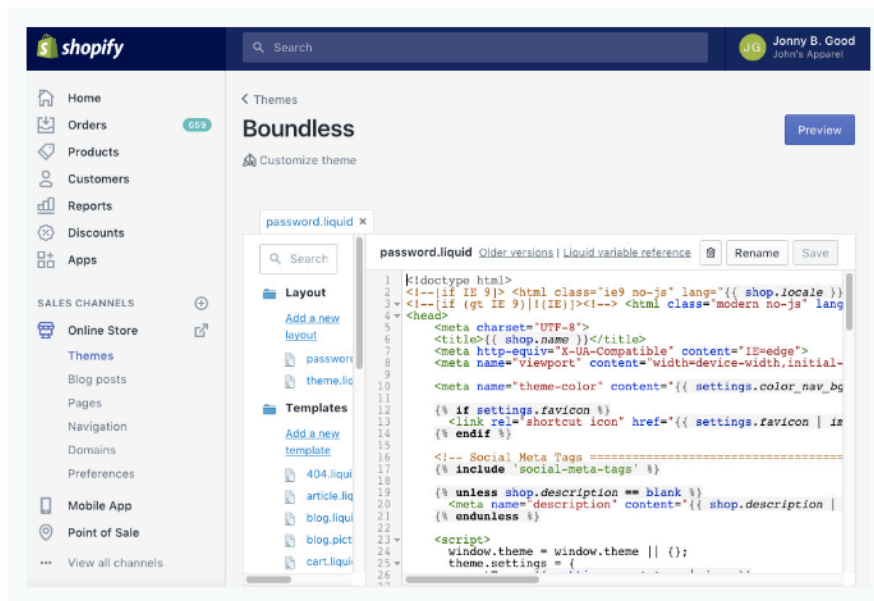 shopify
Search
JG
Jonny B. Good
John's Apparel
Home
Orders 659
Products
Customers
Reports
Discounts
Apps
SALES CHANNELS
Online Store
Themes
Blog posts
Pages
Navigation
Domains
Preferences
Mobile App
Point of Sale
View all channels
Themes
Boundless
Preview
Customize theme
password.liquid ×
Search
Layout
Add a new
layout
password
theme.liq
Templates
Add a new
template
404.liqui
article.liq
blog.liqui
blog.pict
cart.liqui
password.liquid Older versions | Liquid variable reference Rename Save
1 <!doctype html>
2 <!--[if IE 9]> <html class="ie9 no-js" lang="{{ shop.locale }}
3 <!--[if (gt IE 9)|!(IE)]><!--> <html class="modern no-js" lang
4 <head>
5 <meta charset="UTF-8">
6 <title>{{ shop.name }}</title>
7 <meta http-equiv="X-UA-Compatible" content="IE=edge">
8 <meta name="viewport" content="width=device-width,initial-
9
10 <meta name="theme-color" content="{{ settings.color_nav_bg
11
12 {% if settings.favicon %}
13 <link rel="shortcut icon" href="{{ settings.favicon | im
14 {% endif %}
15
16 <!-- Social Meta Tags ===================================
17 {% include 'social-meta-tags' %}
18
19 {% unless shop.description == blank %}
20 <meta name="description" content="{{ shop.description |
21 {% endunless %}
22
23 <script>
24 window.theme = window.theme || {};
25 theme.settings = {
26